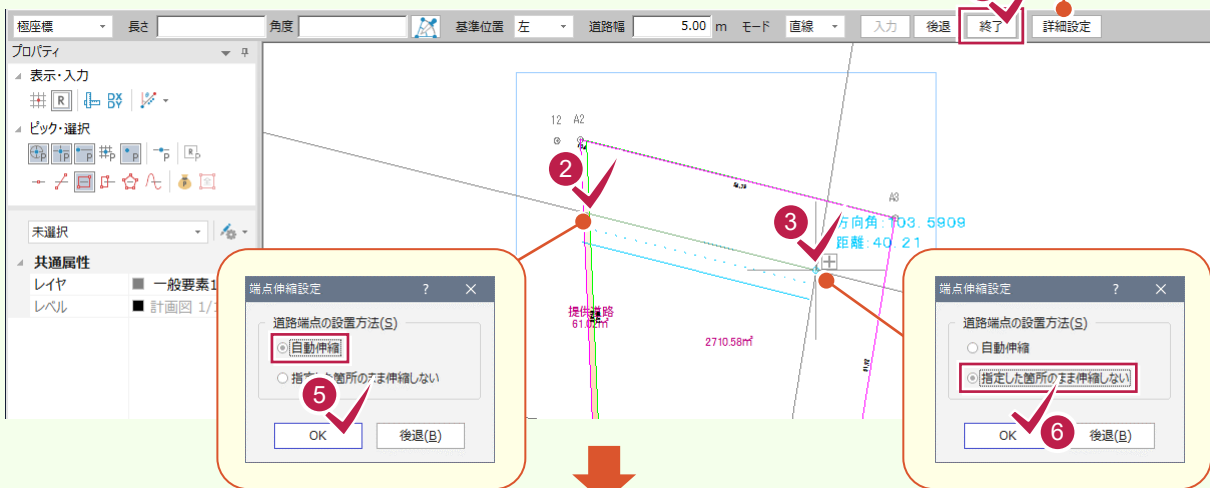 極座標 長さ 角度 基準位置 左 道路幅 5.00 m モード 直線 入力 後退 終了 詳細設定
プロパティ
表示・入力
R DX DY
ピック・選択
P P P P P P R P
未選択
共通属性
レイヤ 一般要素1
レベル 計画図 1/1
12 A2
A3
2
3
方向角:103.5909
距離:40.21
提供道路
61.02㎡
2710.58㎡
端点伸縮設定 ? ×
道路端点の設置方法(S)
自動伸縮
指定した箇所のまま伸縮しない
5
OK 後退(B)
端点伸縮設定 ? ×
道路端点の設置方法(S)
自動伸縮
指定した箇所のまま伸縮しない
6
OK 後退(B)